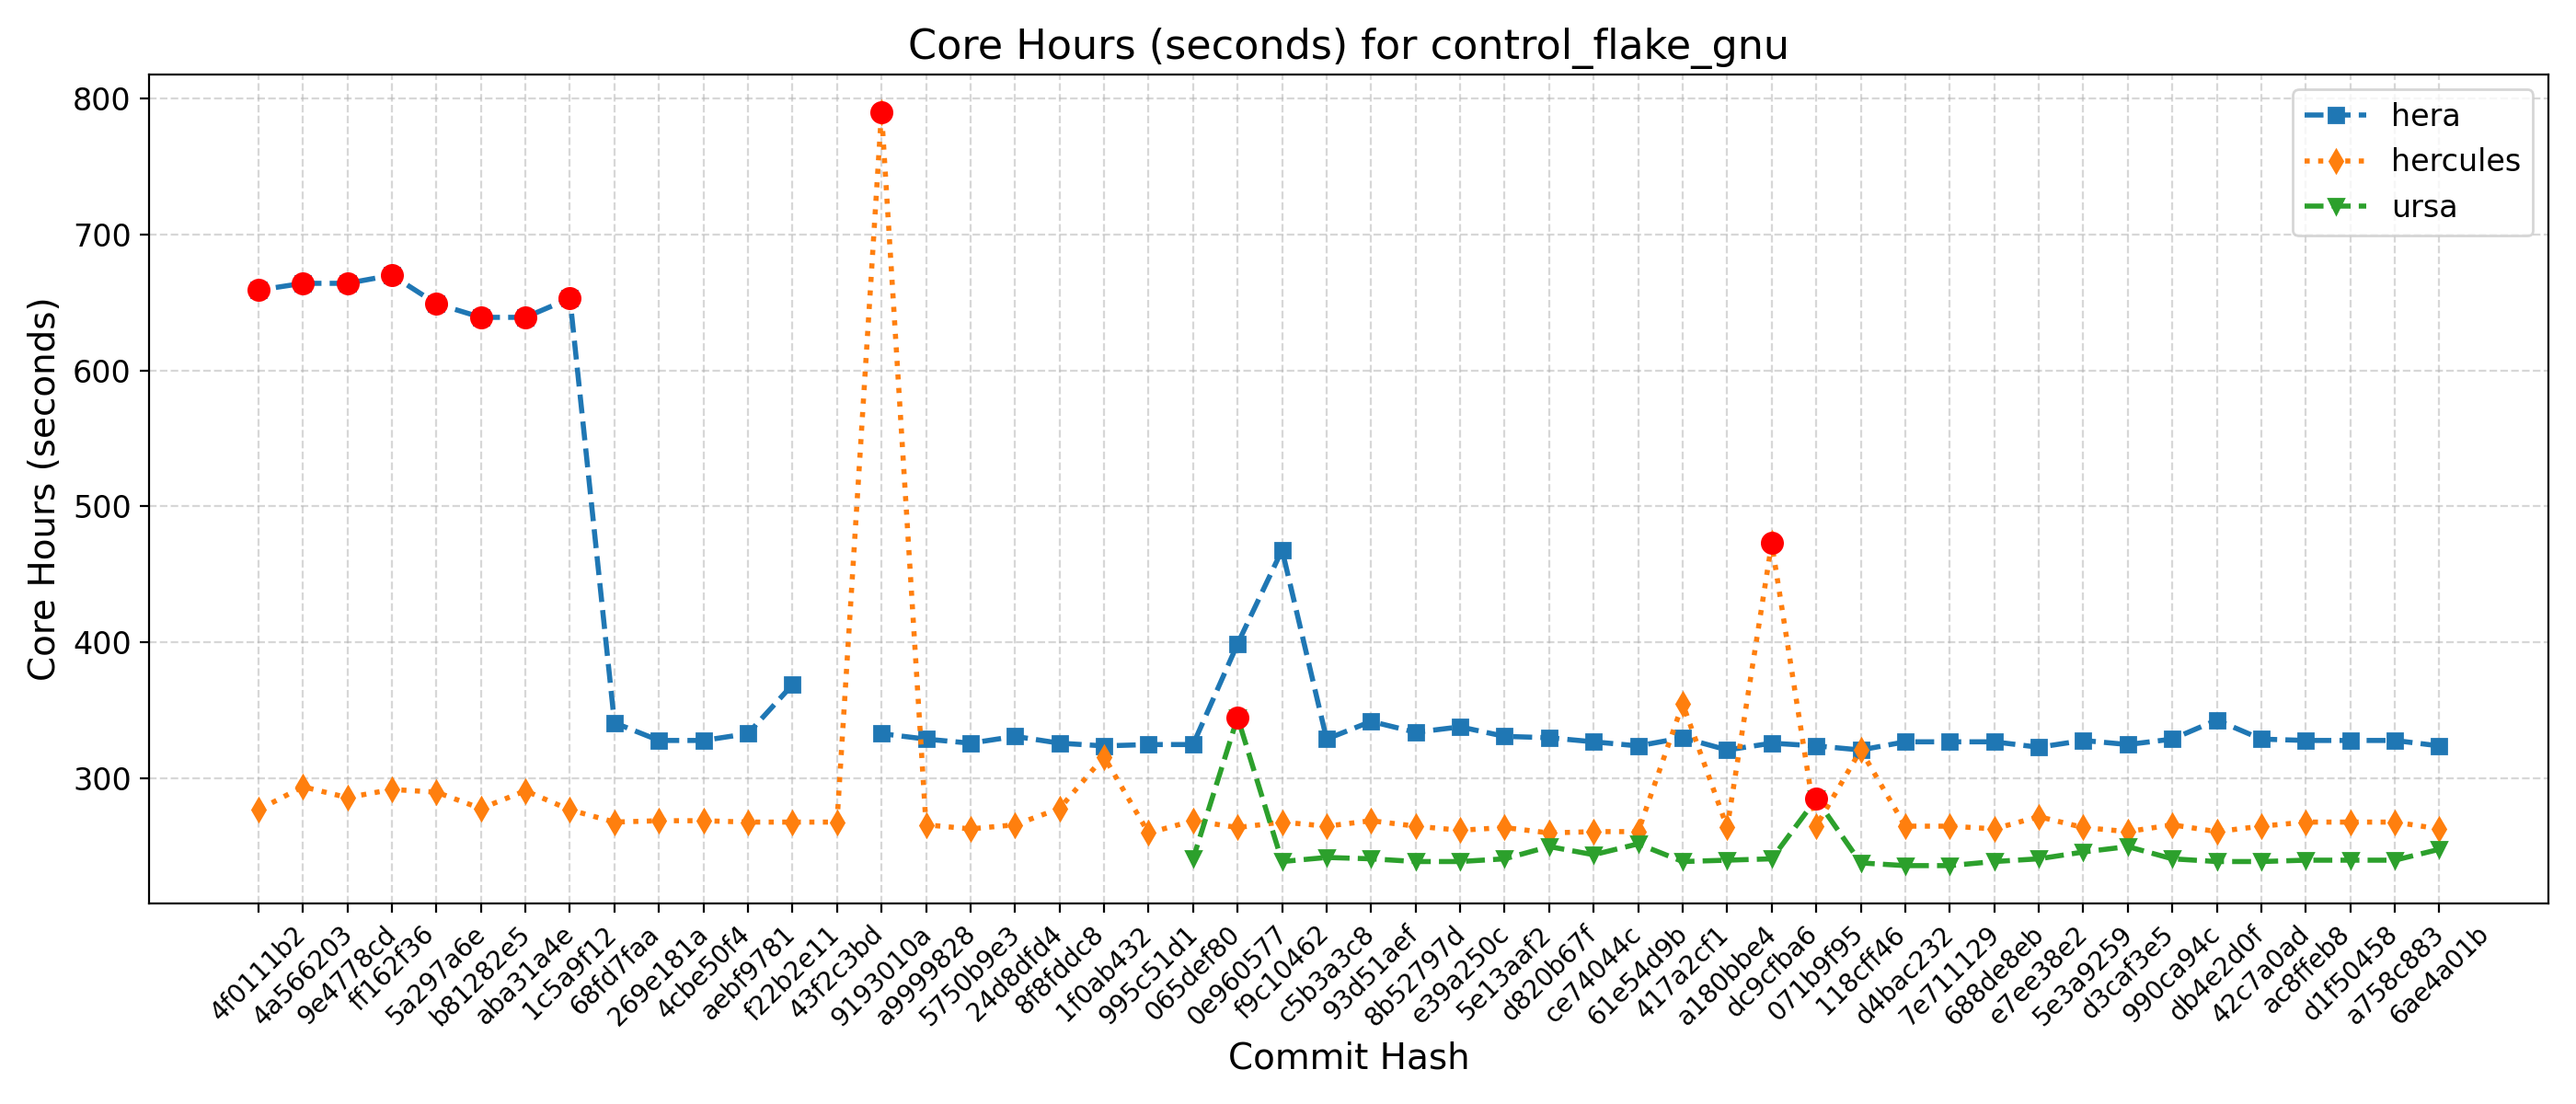 Core Hours (seconds) for control_flake_gnu
Core Hours (seconds)
800
700
600
500
400
300
hera
hercules
ursa
4f0111b2
4a566203
9e4778cd
ff162f36
5a297a6e
b81282e5
aba31a4e
1c5a9f12
68fd7faa
269e181a
4cbe50f4
aebf9781
f22b2e11
43f2c3bd
9193010a
a9999828
5750b9e3
24d8dfd4
8f8fddc8
1f0ab432
995c51d1
065def80
0e960577
f9c10462
c5b3a3c8
93d51aef
8b52797d
e39a250c
5e13aaf2
d820b67f
ce74044c
61e54d9b
417a2cf1
a180bbe4
dc9cfba6
071b9f95
118cff46
d4bac232
7e711129
688de8eb
e7ee38e2
5e3a9259
d3caf3e5
990ca94c
db4e2d0f
42c7a0ad
ac8ffeb8
d1f50458
a758c883
6ae4a01b
Commit Hash